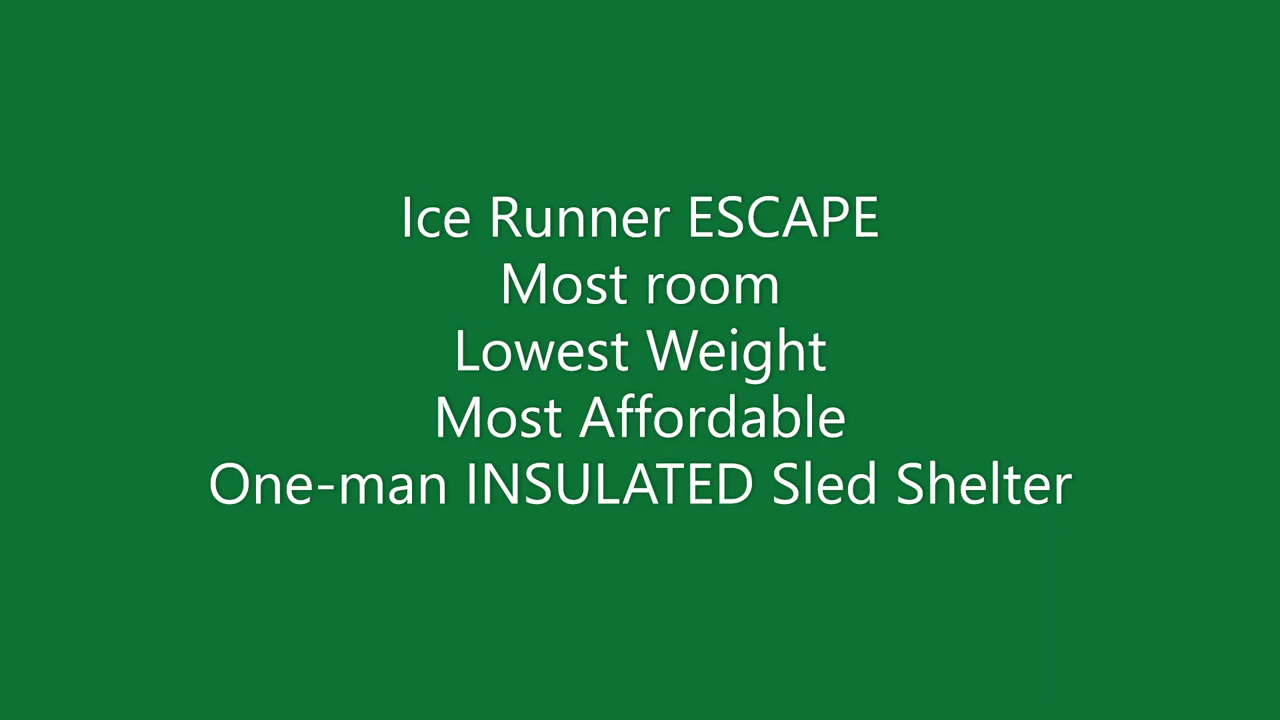 Ice Runner ESCAPE
Most room
Lowest Weight
Most Affordable
One-man INSULATED Sled Shelter